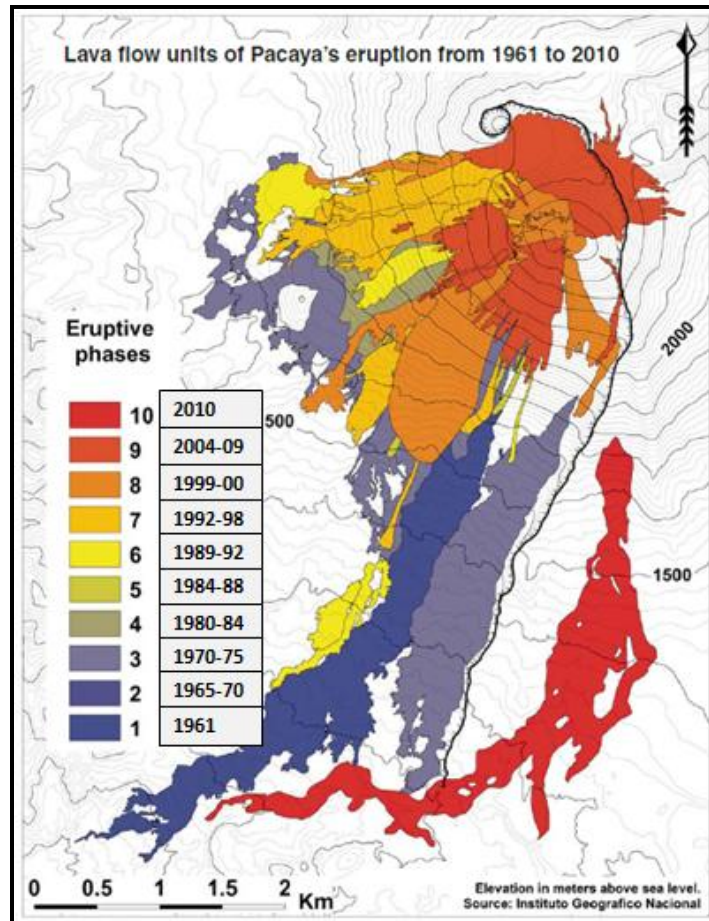 Lava flow units of Pacaya's eruption from 1961 to 2010
2000
Eruptive
phases
10 2010
500
9 2004-09
8 1999-00
7 1992-98
6 1989-92
5 1984-88
1500
4 1980-84
3 1970-75
2 1965-70
1 1961
0 0.5 1 1.5 2 Km
Elevation in meters above sea level.
Source: Instituto Geografico Nacional